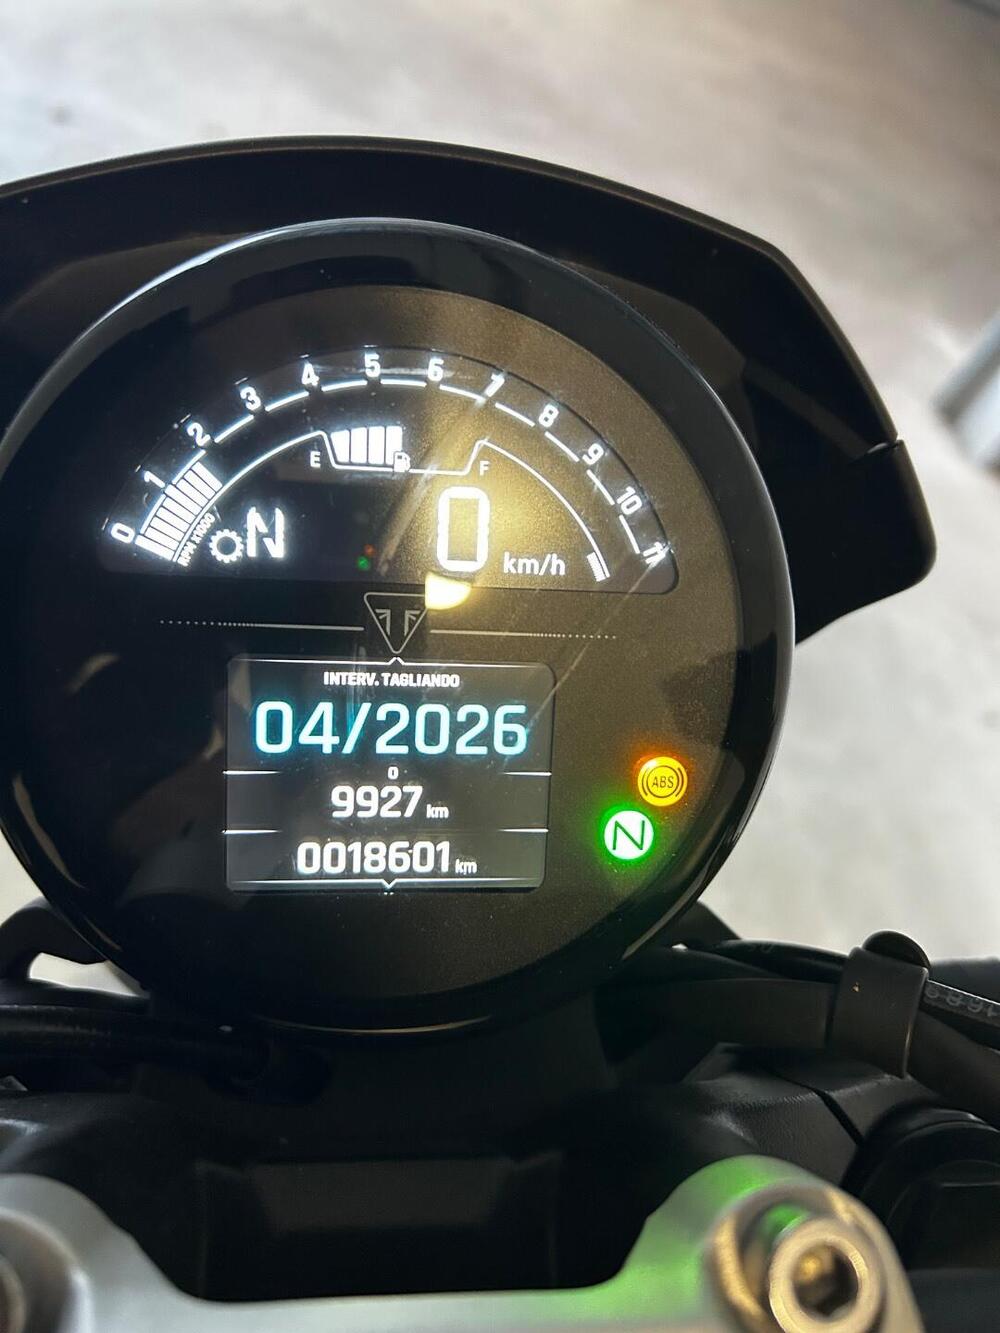 0 1 2 3 4 5 6 7 8 9 10 11
RPM X1000
E F
N
0 km/h
INTERV. TAGLIANDO
04/2026
0
9927 km
0018601 km
ABS
N